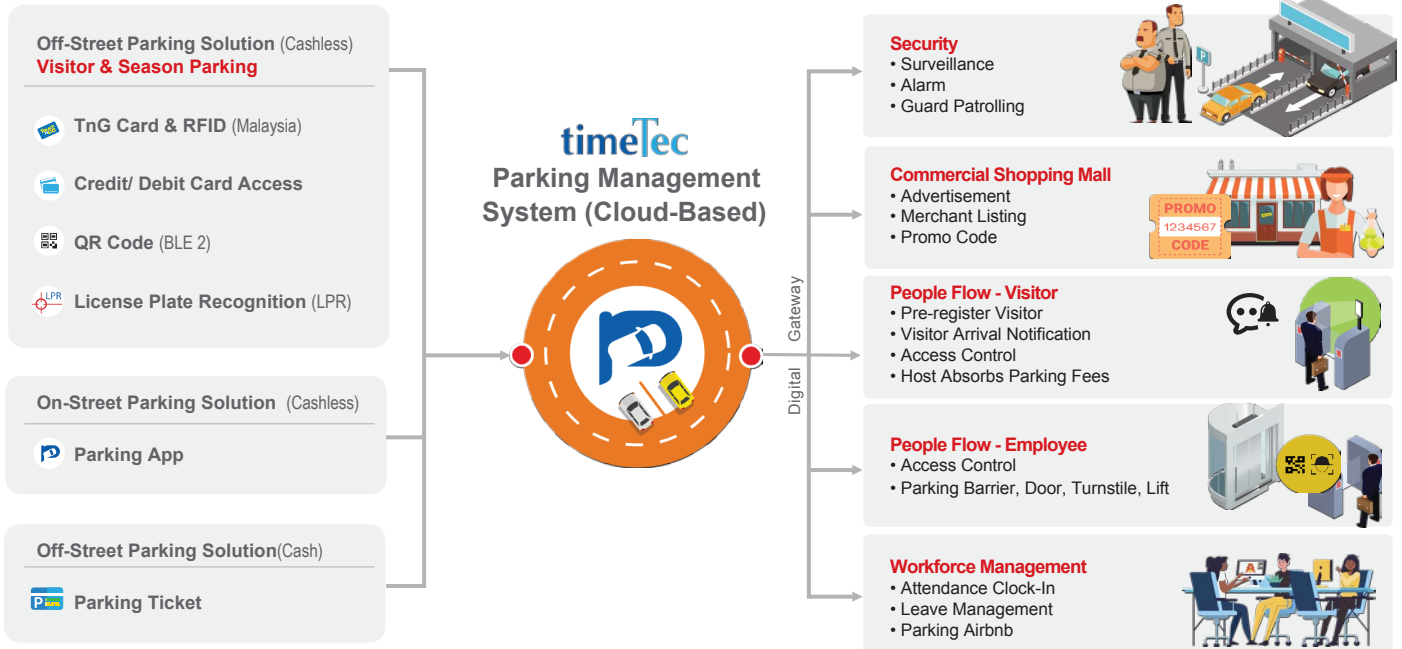 Off-Street Parking Solution (Cashless)
Visitor & Season Parking
TnG Card & RFID (Malaysia)
Credit/ Debit Card Access
QR Code (BLE 2)
LPR
License Plate Recognition (LPR)
On-Street Parking Solution (Cashless)
Parking App
Off-Street Parking Solution(Cash)
P
Parking Ticket
timeTec
Parking Management
System (Cloud-Based)
P
Digital Gateway
Security
• Surveillance
• Alarm
• Guard Patrolling
P
Commercial Shopping Mall
• Advertisement
• Merchant Listing
• Promo Code
PROMO
1234567
CODE
People Flow - Visitor
• Pre-register Visitor
• Visitor Arrival Notification
• Access Control
• Host Absorbs Parking Fees
People Flow - Employee
• Access Control
• Parking Barrier, Door, Turnstile, Lift
Workforce Management
• Attendance Clock-In
• Leave Management
• Parking Airbnb